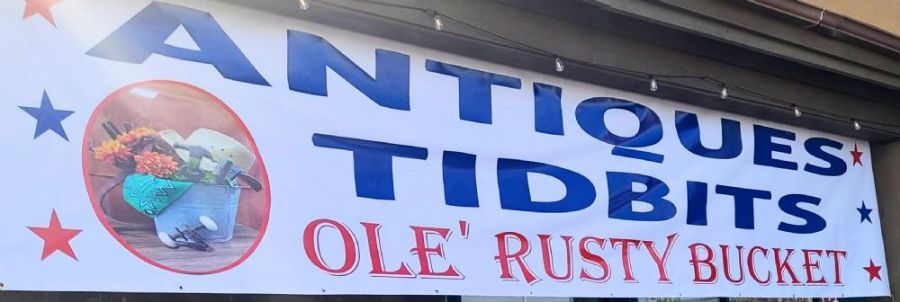 ANTIQUES
TIDBITS
OLE' RUSTY BUCKET